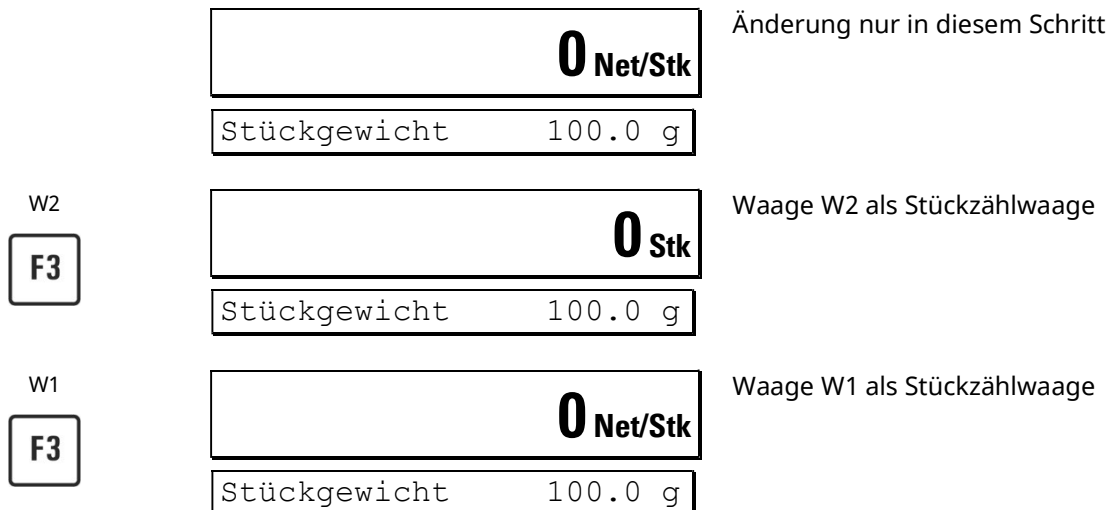 0 Net/Stk
Änderung nur in diesem Schritt
Stückgewicht 100.0 g
W2
F3
0 Stk
Waage W2 als Stückzählwaage
Stückgewicht 100.0 g
W1
F3
0 Net/Stk
Waage W1 als Stückzählwaage
Stückgewicht 100.0 g